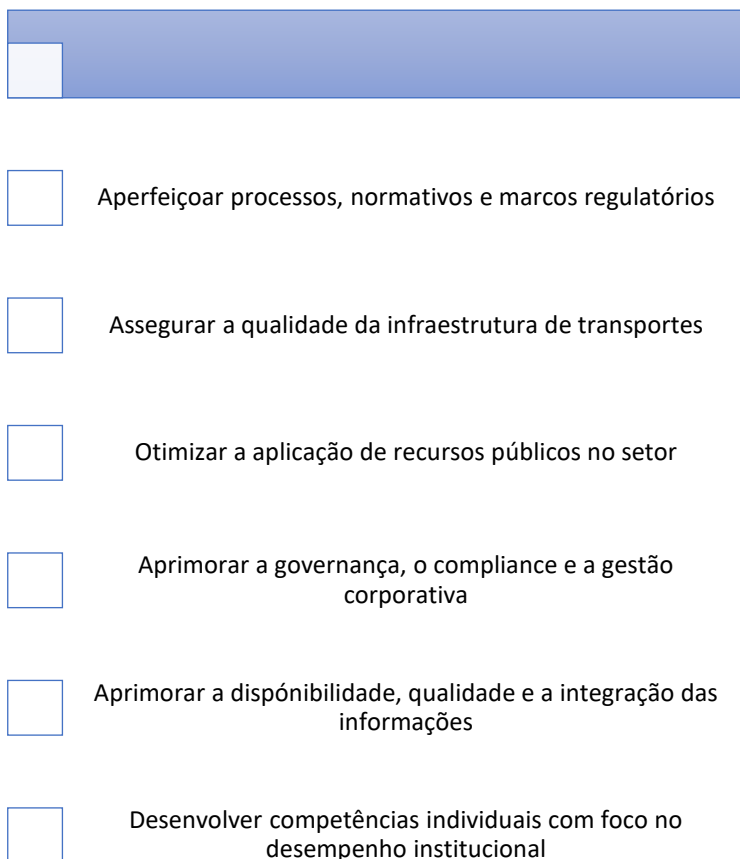 Aperfeiçoar processos, normativos e marcos regulatórios
Assegurar a qualidade da infraestrutura de transportes
Otimizar a aplicação de recursos públicos no setor
Aprimorar a governança, o compliance e a gestão
corporativa
Aprimorar a dispónibilidade, qualidade e a integração das
informações
Desenvolver competências individuais com foco no
desempenho institucional